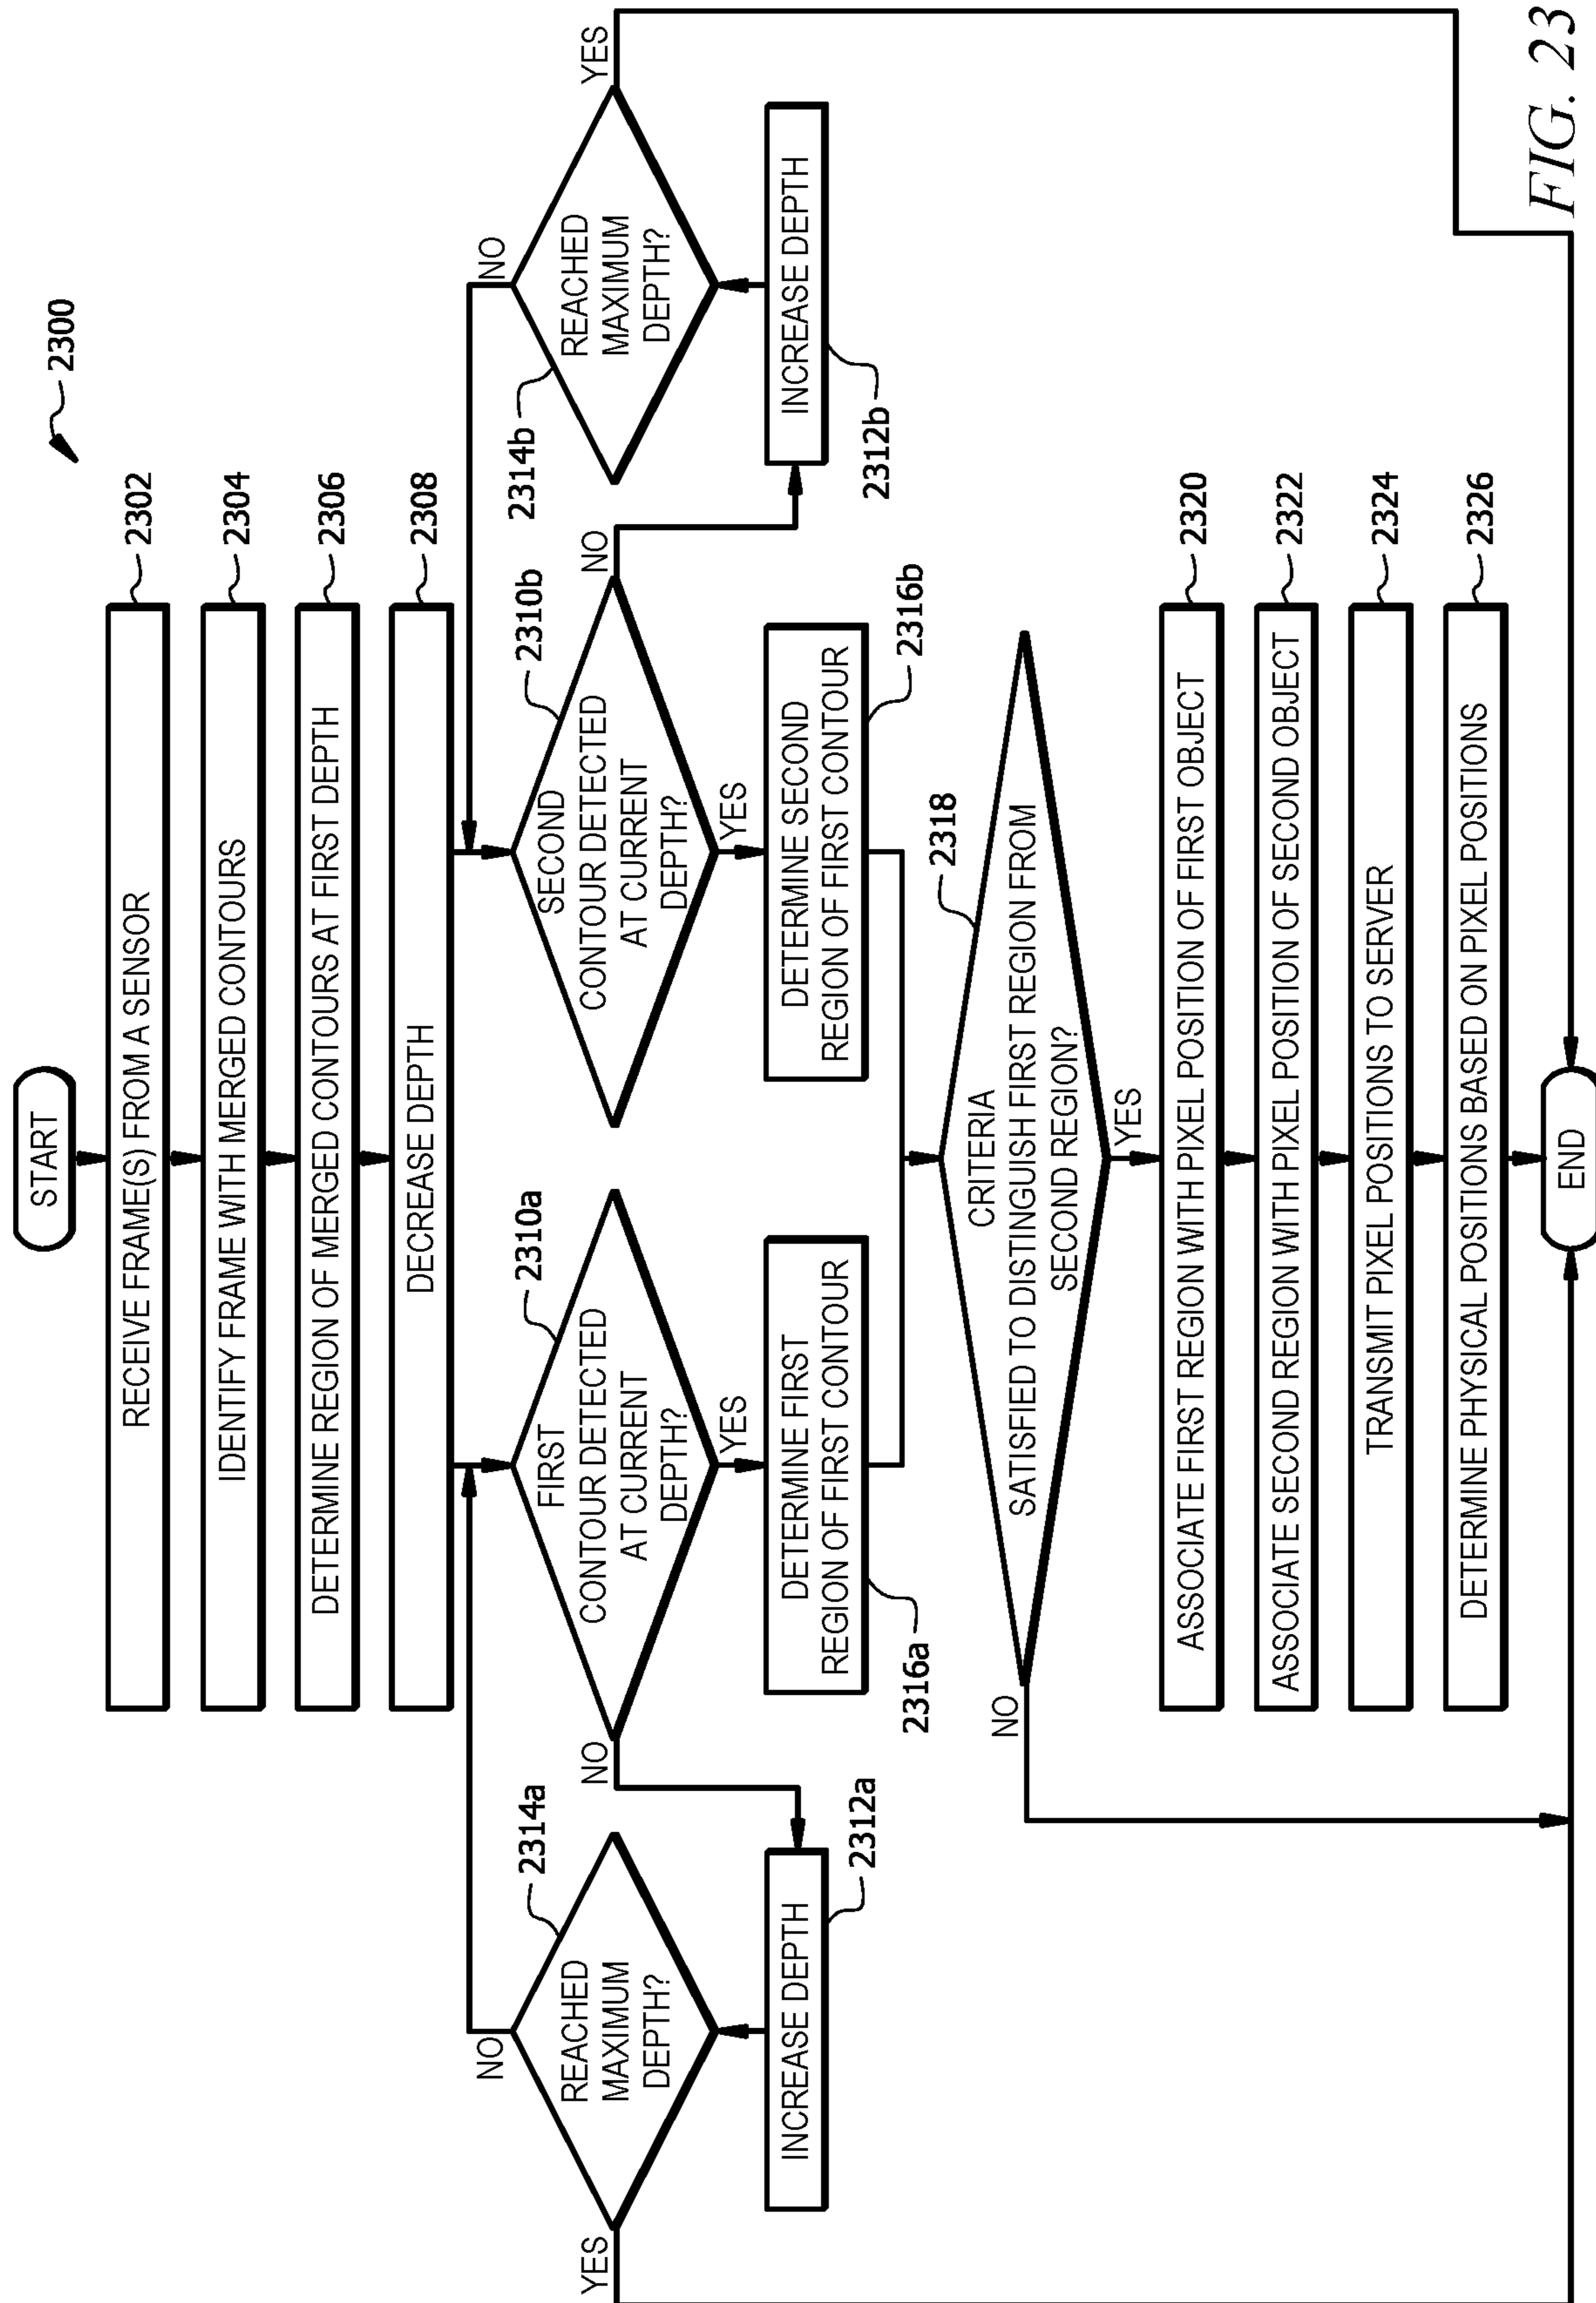 2300
START
RECEIVE FRAME(S) FROM A SENSOR
2302
IDENTIFY FRAME WITH MERGED CONTOURS
2304
DETERMINE REGION OF MERGED CONTOURS AT FIRST DEPTH
2306
DECREASE DEPTH
2308
NO
REACHED
MAXIMUM
DEPTH?
2314a
YES
FIRST
CONTOUR DETECTED
AT CURRENT
DEPTH?
2310a
NO
YES
SECOND
CONTOUR DETECTED
AT CURRENT
DEPTH?
2310b
NO
YES
NO
REACHED
MAXIMUM
DEPTH?
2314b
YES
INCREASE DEPTH
2312a
DETERMINE FIRST
REGION OF FIRST CONTOUR
2316a
DETERMINE SECOND
REGION OF FIRST CONTOUR
2316b
INCREASE DEPTH
2312b
CRITERIA
SATISFIED TO DISTINGUISH FIRST REGION FROM
SECOND REGION?
2318
NO
YES
ASSOCIATE FIRST REGION WITH PIXEL POSITION OF FIRST OBJECT
2320
ASSOCIATE SECOND REGION WITH PIXEL POSITION OF SECOND OBJECT
2322
TRANSMIT PIXEL POSITIONS TO SERVER
2324
DETERMINE PHYSICAL POSITIONS BASED ON PIXEL POSITIONS
2326
END
FIG. 23